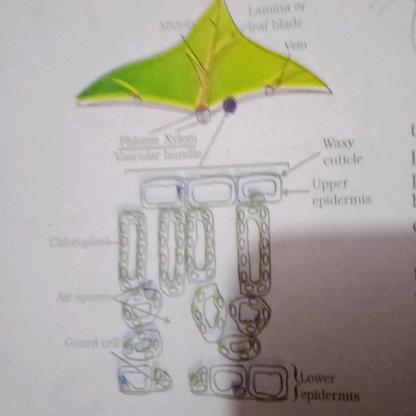 Midrib
Lamina or
leaf blade
Vein
Phloem Xylem
Vascular bundle
Waxy
cuticle
Upper
epidermis
Chloroplast
Air spaces
Guard cell
Lower
epidermis